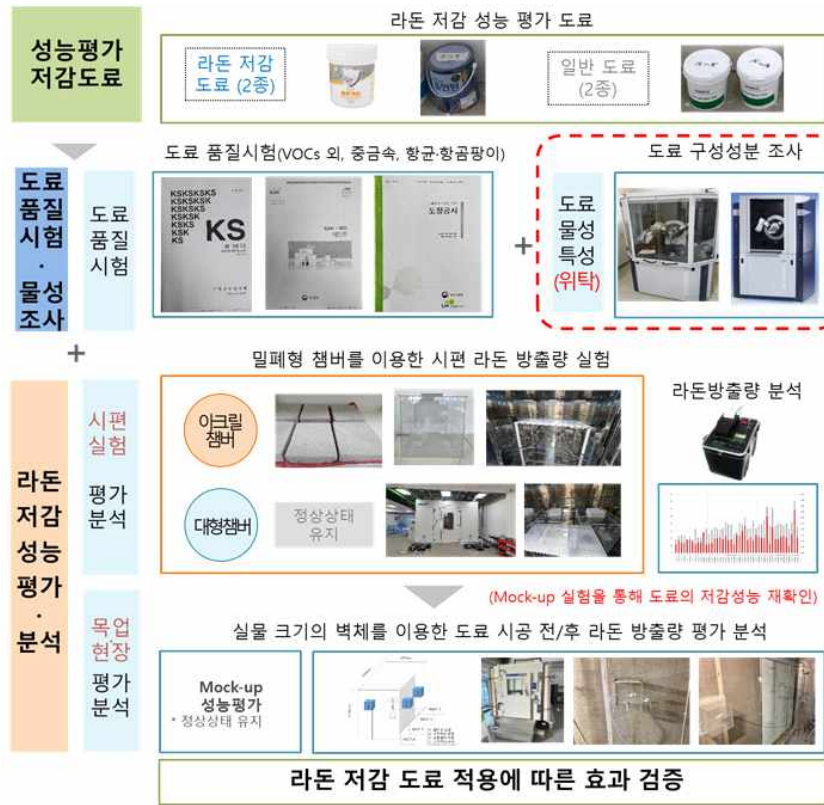 라돈 저감 성능 평가 도료
성능평가
저감도료
라돈 저감
도료 (2종)
일반 도료
(2종)
도료 품질시험(VOCs 외, 중금속, 항균·항곰팡이)
도료 구성성분 조사
도료
품질
시험
·
물성
조사
도료
품질
시험
KSKSKSKS
KSKSKSK
KSKSKS
KSKSK
KSKS
KSK
KS
KS
도장공사
+
도료
물성
특성
(위탁)
+
밀폐형 챔버를 이용한 시편 라돈 방출량 실험
라돈
저감
성능
평가
·
분석
시편
실험
평가
분석
아크릴
챔버
대형챔버
정상상태
유지
라돈방출량 분석
(Mock-up 실험을 통해 도료의 저감성능 재확인)
실물 크기의 벽체를 이용한 도료 시공 전/후 라돈 방출량 평가 분석
목업
·
현장
평가
분석
Mock-up
성능평가
* 정상상태 유지
라돈 저감 도료 적용에 따른 효과 검증